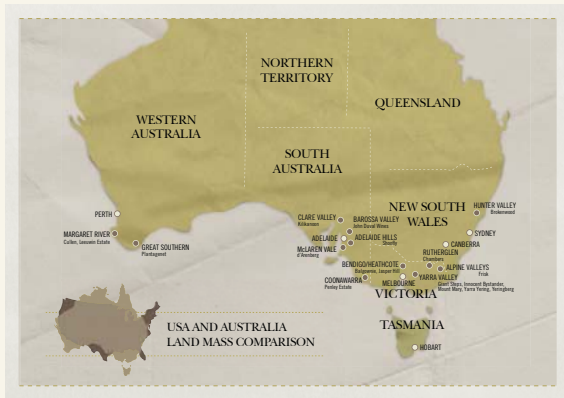 NORTHERN
TERRITORY
QUEENSLAND
WESTERN
AUSTRALIA
SOUTH
AUSTRALIA
NEW SOUTH
WALES
HUNTER VALLEY
Brokenwood
PERTH
CLARE VALLEY
Kilikanoon
BAROSSA VALLEY
John Duval Wines
SYDNEY
MARGARET RIVER
Cullen, Leeuwin Estate
ADELAIDE
ADELAIDE HILLS
Shaw
CANBERRA
GREAT SOUTHERN
Plantagenet
McLAREN VALE
d'Arenberg
RUTHERGLEN
Chambers
BENDIGO/HEATHCOTE
Balgownie, Jasper Hill
ALPINE VALLEYS
Frisk
COONAWARRA
Penley Estate
MELBOURNE
YARRA VALLEY
Giant Steps, Innocent Bystander,
Mount Mary, Yarra Yering, Yeringberg
VICTORIA
TASMANIA
HOBART
USA AND AUSTRALIA
LAND MASS COMPARISON